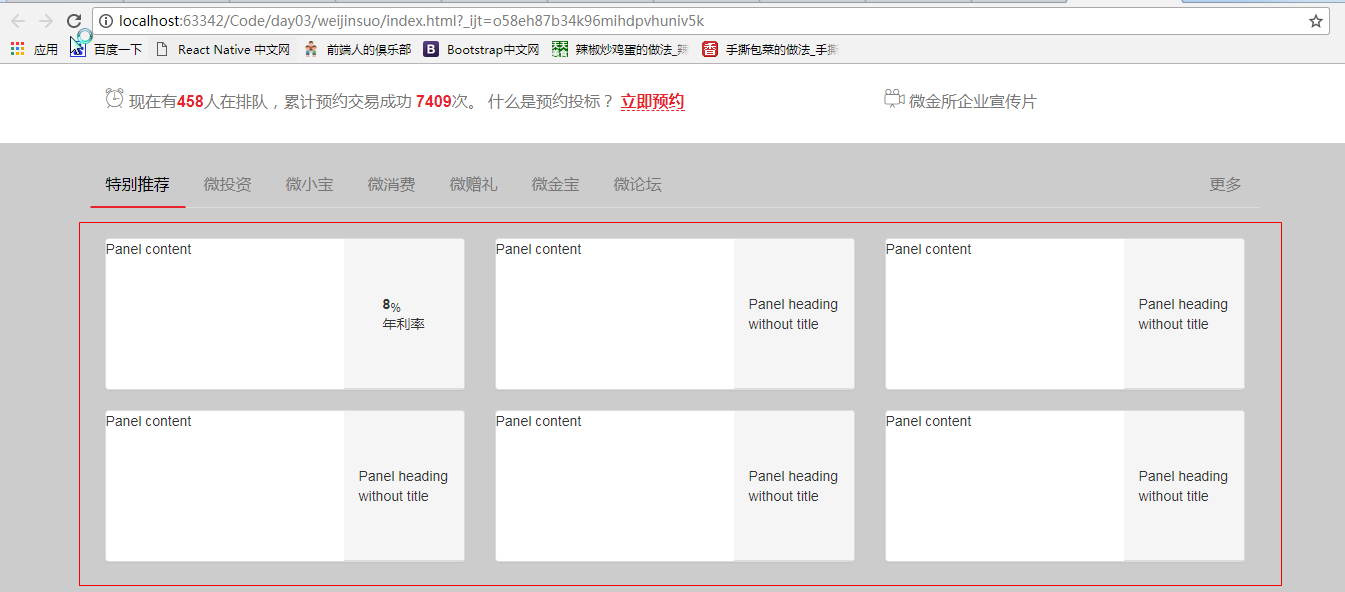 localhost:63342/Code/day03/weijinsuo/index.html?_ijt=o58eh87b34k96mihdpvhuniv5k
应用 百度一下 React Native 中文网 前端人的俱乐部 B Bootstrap中文网 辣椒炒鸡蛋的做法_辣 香 手撕包菜的做法_手撕
现在有458人在排队，累计预约交易成功 7409次。 什么是预约投标？ 立即预约 微金所企业宣传片
特别推荐 微投资 微小宝 微消费 微赠礼 微金宝 微论坛 更多
Panel content Panel content Panel content
8% Panel heading Panel heading
年利率 without title without title
Panel content Panel content Panel content
Panel heading Panel heading Panel heading
without title without title without title